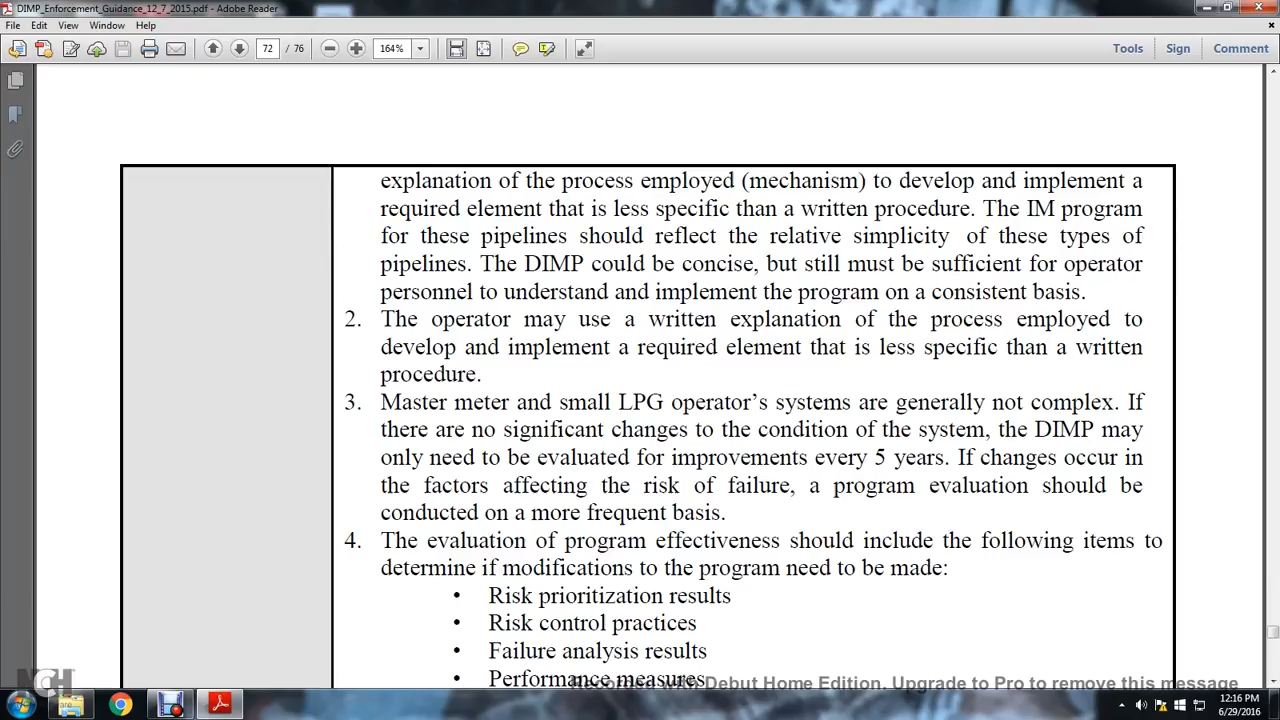 DIMP_Enforcement_Guidance_12_7_2015.pdf - Adobe Reader
File Edit View Window Help
72 / 76 164% Tools Sign Comment
explanation of the process employed (mechanism) to develop and implement a
required element that is less specific than a written procedure. The IM program
for these pipelines should reflect the relative simplicity of these types of
pipelines. The DIMP could be concise, but still must be sufficient for operator
personnel to understand and implement the program on a consistent basis.
2. The operator may use a written explanation of the process employed to
develop and implement a required element that is less specific than a written
procedure.
3. Master meter and small LPG operator’s systems are generally not complex. If
there are no significant changes to the condition of the system, the DIMP may
only need to be evaluated for improvements every 5 years. If changes occur in
the factors affecting the risk of failure, a program evaluation should be
conducted on a more frequent basis.
4. The evaluation of program effectiveness should include the following items to
determine if modifications to the program need to be made:
• Risk prioritization results
• Risk control practices
• Failure analysis results
• Performance measures
Recorded with Debut Home Edition. Upgrade to Pro to remove this message
NCH
12:16 PM
6/29/2016